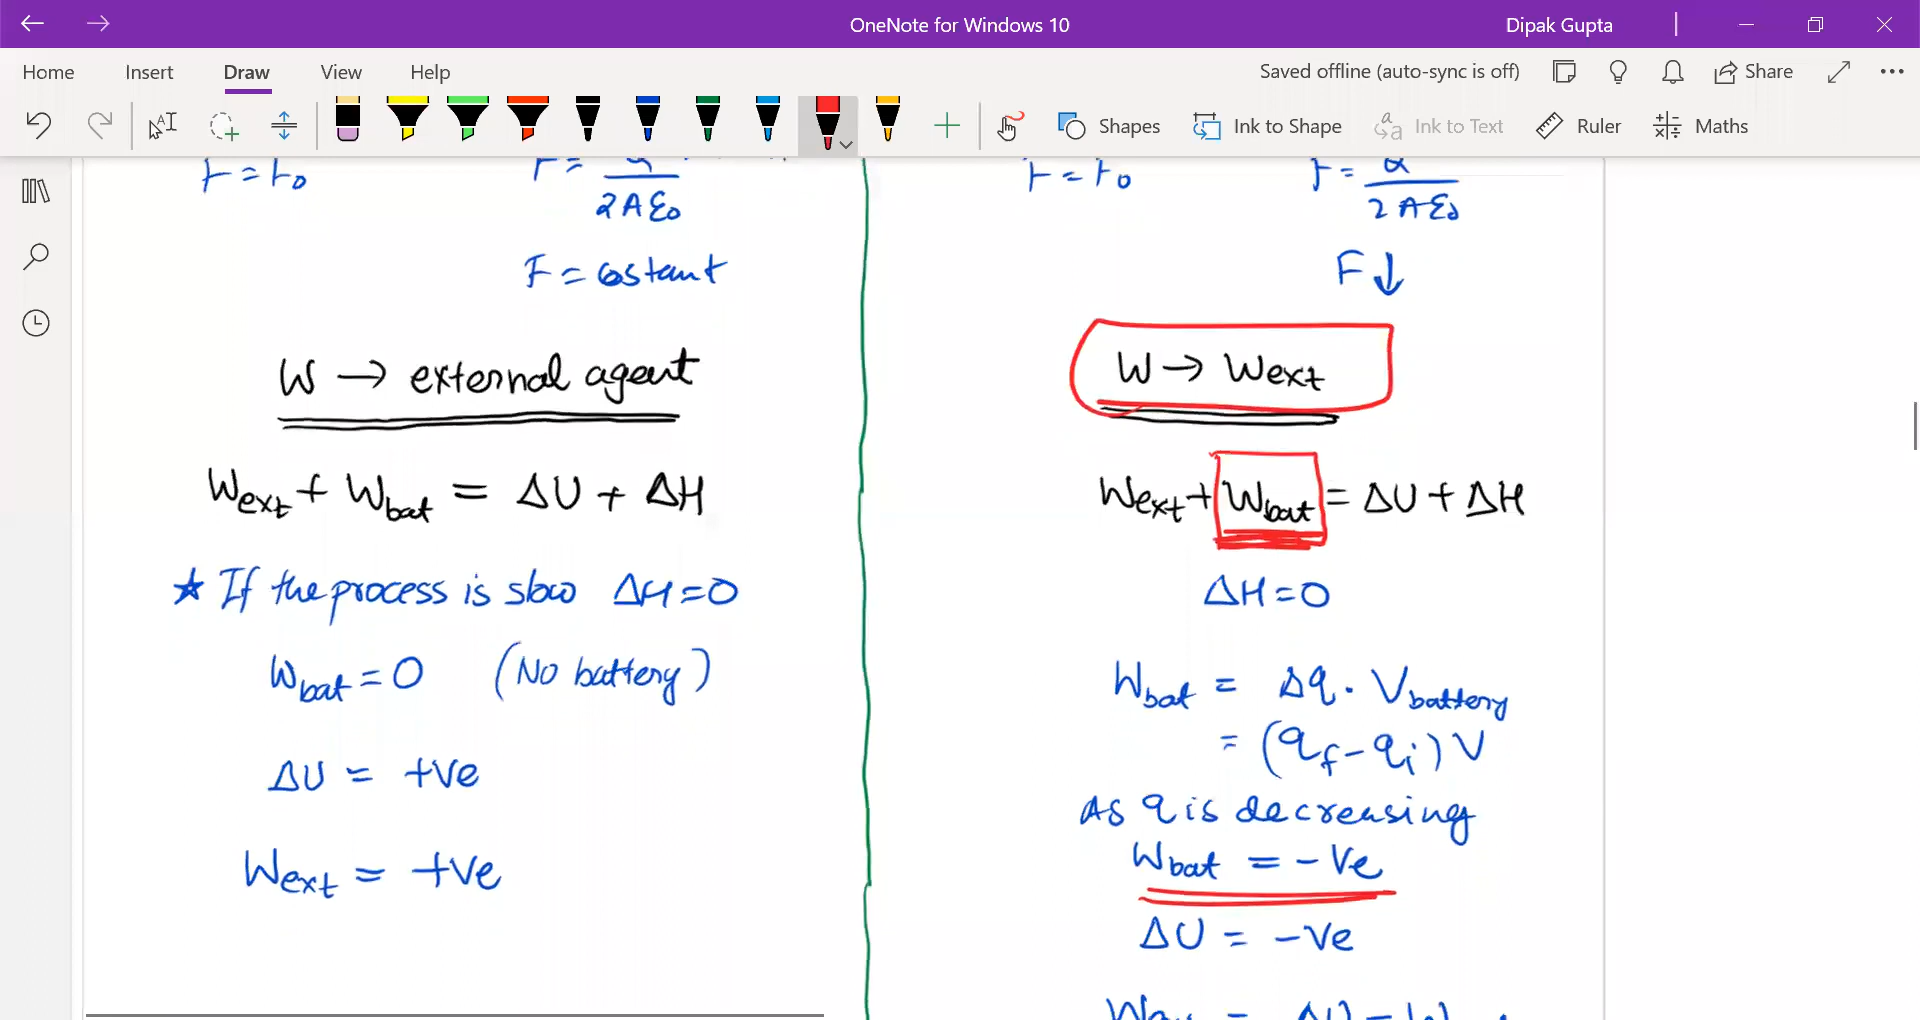 OneNote for Windows 10
Dipak Gupta
Home Insert Draw View Help
Saved offline (auto-sync is off) Share
Shapes Ink to Shape Ink to Text Ruler Maths
F = F0
F =
2Aε0
F = costant
W → external agent
Wext + Wbat = ΔU + ΔH
★ If the process is slow ΔH = 0
Wbat = 0 (No battery)
ΔU = +ve
Wext = +ve
F = F0
F =
2Aε0
F↓
W → Wext
Wext + Wbat = ΔU + ΔH
ΔH = 0
Wbat = Δq. Vbattery
= (qf - qi) V
As q is decreasing
Wbat = -ve
ΔU = -ve